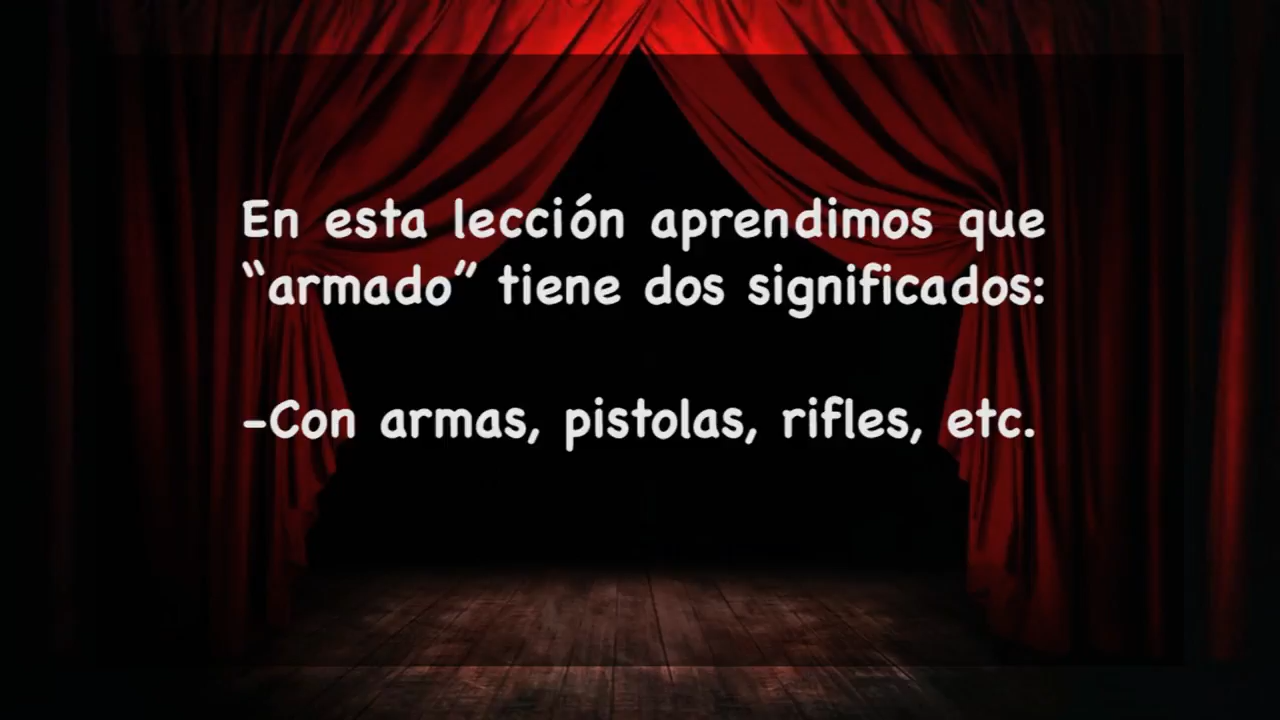 En esta lección aprendimos que
“armado” tiene dos significados:
-Con armas, pistolas, rifles, etc.